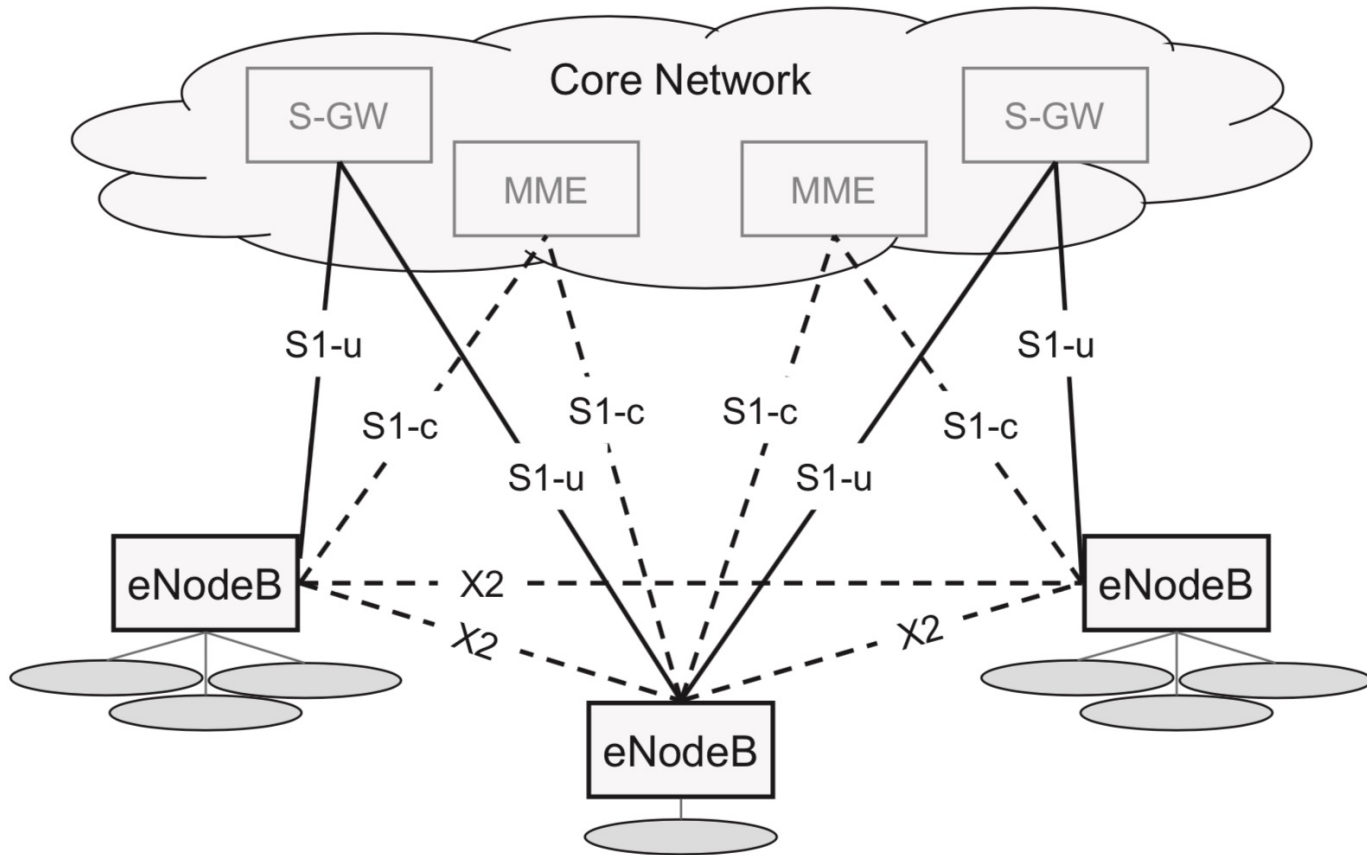 Core Network
S-GW
S-GW
MME
MME
S1-u
S1-u
S1-c
S1-c
S1-c
S1-c
S1-u
S1-u
eNodeB
eNodeB
X2
X2
X2
eNodeB